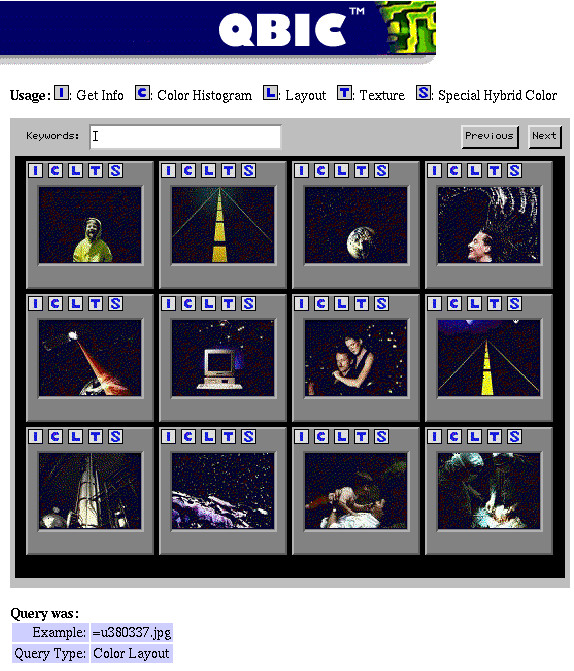 QBIC™
Usage: I: Get Info C: Color Histogram L: Layout T: Texture S: Special Hybrid Color
Keywords: Previous Next
I C L T S I C L T S I C L T S I C L T S
I C L T S I C L T S I C L T S I C L T S
I C L T S I C L T S I C L T S I C L T S
Query was:
Example: =u380337.jpg
Query Type: Color Layout